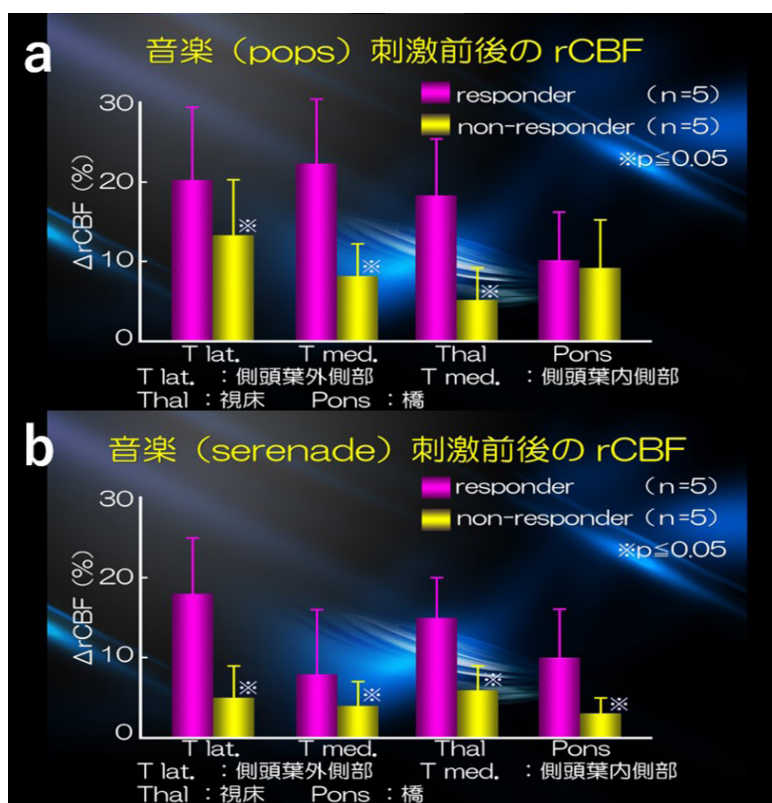 a
音楽（pops）刺激前後の rCBF
responder （n=5）
non-responder （n=5）
※p≦0.05
ΔrCBF (%)
30
20
10
0
※ ※ ※
T lat. T med. Thal Pons
T lat. ：側頭葉外側部 T med. ：側頭葉内側部
Thal ：視床 Pons ：橋
b
音楽（serenade）刺激前後の rCBF
responder （n=5）
non-responder （n=5）
※p≦0.05
ΔrCBF (%)
30
20
10
0
※ ※ ※ ※
T lat. T med. Thal Pons
T lat. ：側頭葉外側部 T med. ：側頭葉内側部
Thal ：視床 Pons ：橋